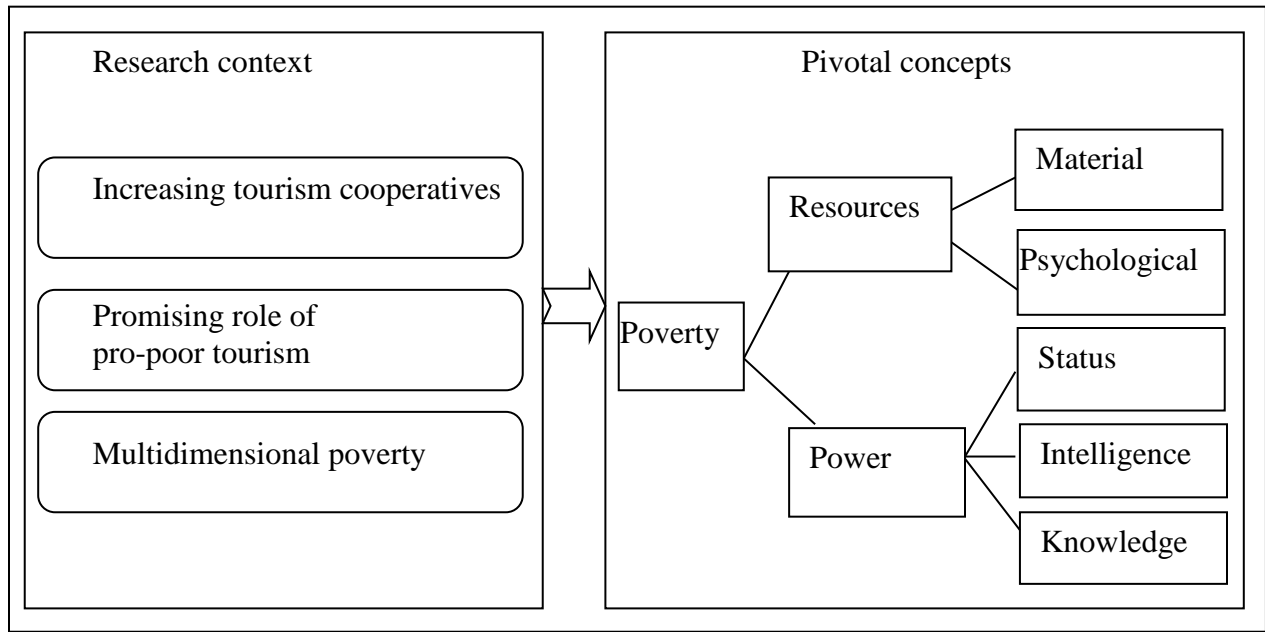 Research context
Increasing tourism cooperatives
Promising role of
pro-poor tourism
Multidimensional poverty
Pivotal concepts
Poverty
Resources
Power
Material
Psychological
Status
Intelligence
Knowledge